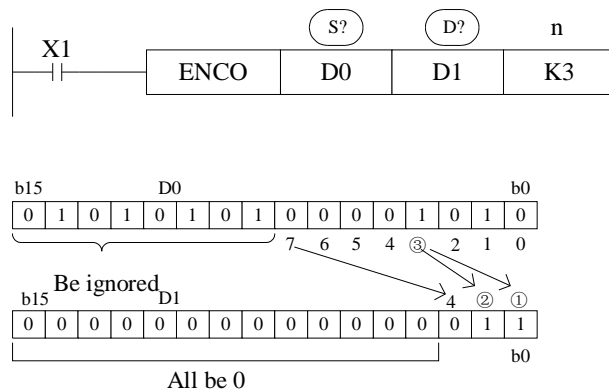 S? D? n
X1
ENCO D0 D1 K3
b15 D0 b0
0 1 0 1 0 1 0 1 0 0 0 0 1 0 1 0
7 6 5 4 ③ 2 1 0
Be ignored
b15 D1 4 ② ①
0 0 0 0 0 0 0 0 0 0 0 0 0 0 1 1
b0
All be 0